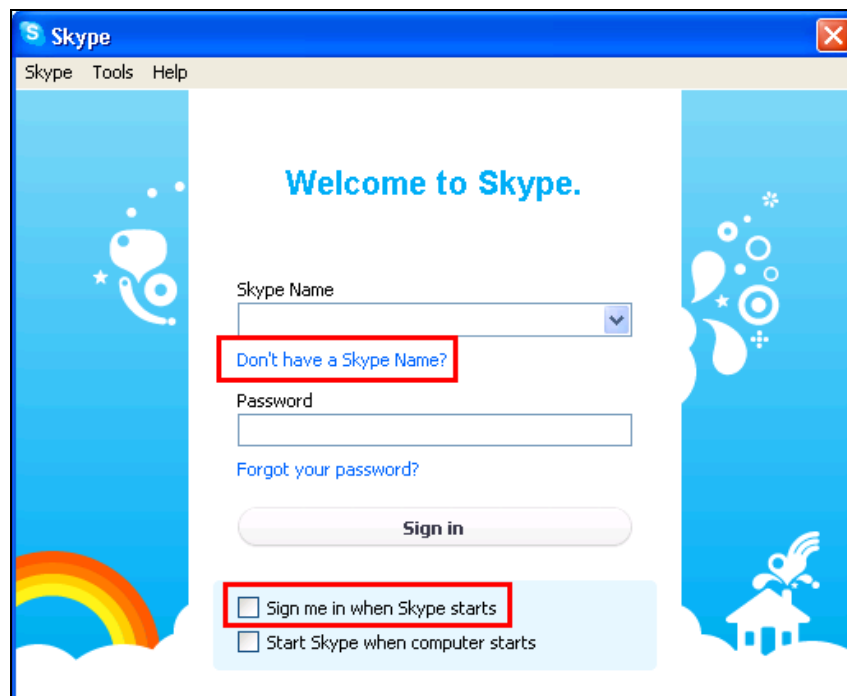 Skype
Skype Tools Help
Welcome to Skype.
Skype Name
Don't have a Skype Name?
Password
Forgot your password?
Sign in
Sign me in when Skype starts
Start Skype when computer starts